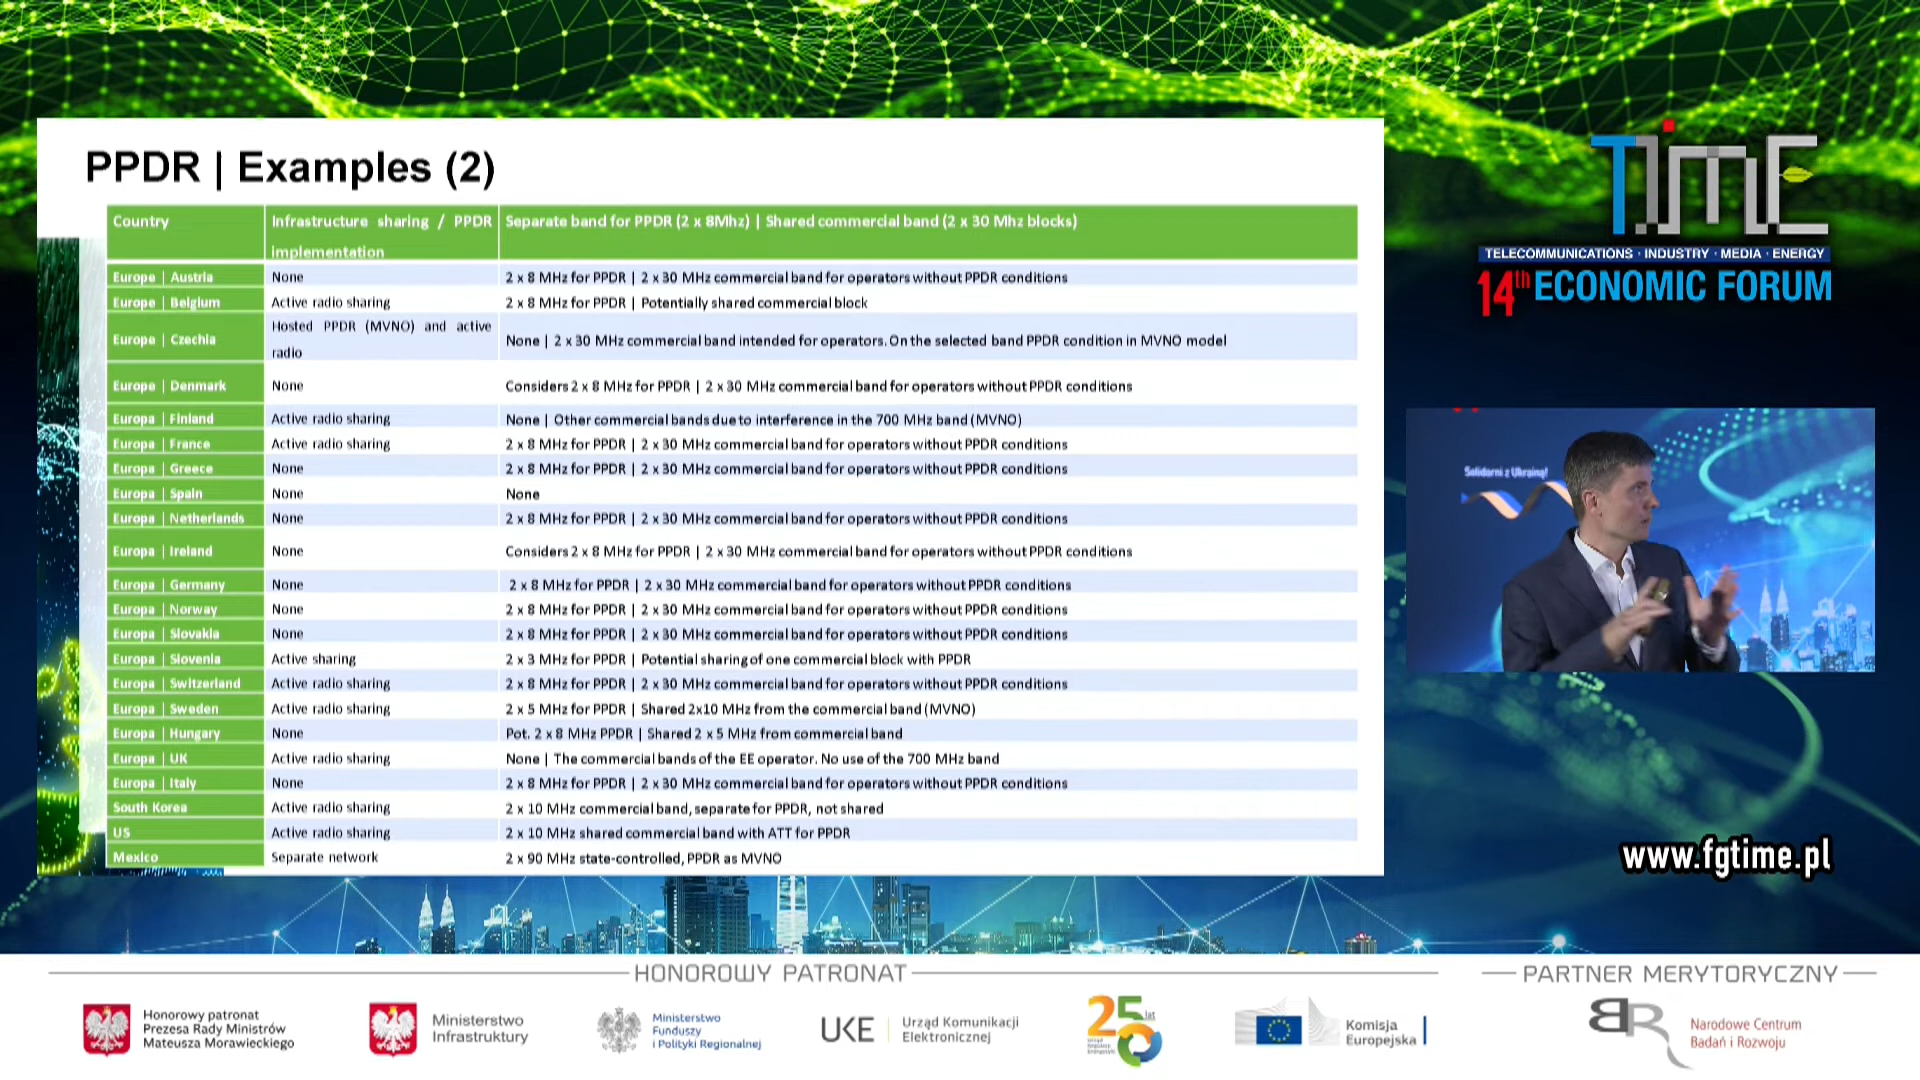 PPDR | Examples (2)
Country
Infrastructure sharing / PPDR
implementation
Separate band for PPDR (2 x 8Mhz) | Shared commercial band (2 x 30 Mhz blocks)
Europe | Austria
None
2 x 8 MHz for PPDR | 2 x 30 MHz commercial band for operators without PPDR conditions
Europe | Belgium
Active radio sharing
2 x 8 MHz for PPDR | Potentially shared commercial block
Europe | Czechia
Hosted PPDR (MVNO) and active
radio
None | 2 x 30 MHz commercial band intended for operators. On the selected band PPDR condition in MVNO model
Europe | Denmark
None
Considers 2 x 8 MHz for PPDR | 2 x 30 MHz commercial band for operators without PPDR conditions
Europa | Finland
Active radio sharing
None | Other commercial bands due to interference in the 700 MHz band (MVNO)
Europa | France
Active radio sharing
2 x 8 MHz for PPDR | 2 x 30 MHz commercial band for operators without PPDR conditions
Europa | Greece
None
2 x 8 MHz for PPDR | 2 x 30 MHz commercial band for operators without PPDR conditions
Europa | Spain
None
None
Europa | Netherlands
None
2 x 8 MHz for PPDR | 2 x 30 MHz commercial band for operators without PPDR conditions
Europa | Ireland
None
Considers 2 x 8 MHz for PPDR | 2 x 30 MHz commercial band for operators without PPDR conditions
Europa | Germany
None
2 x 8 MHz for PPDR | 2 x 30 MHz commercial band for operators without PPDR conditions
Europa | Norway
None
2 x 8 MHz for PPDR | 2 x 30 MHz commercial band for operators without PPDR conditions
Europa | Slovakia
None
2 x 8 MHz for PPDR | 2 x 30 MHz commercial band for operators without PPDR conditions
Europa | Slovenia
Active sharing
2 x 3 MHz for PPDR | Potential sharing of one commercial block with PPDR
Europa | Switzerland
Active radio sharing
2 x 8 MHz for PPDR | 2 x 30 MHz commercial band for operators without PPDR conditions
Europa | Sweden
Active radio sharing
2 x 5 MHz for PPDR | Shared 2x10 MHz from the commercial band (MVNO)
Europa | Hungary
None
Pot. 2 x 8 MHz PPDR | Shared 2 x 5 MHz from commercial band
Europa | UK
Active radio sharing
None | The commercial bands of the EE operator. No use of the 700 MHz band
Europa | Italy
None
2 x 8 MHz for PPDR | 2 x 30 MHz commercial band for operators without PPDR conditions
South Korea
Active radio sharing
2 x 10 MHz commercial band, separate for PPDR, not shared
US
Active radio sharing
2 x 10 MHz shared commercial band with ATT for PPDR
Mexico
Separate network
2 x 90 MHz state-controlled, PPDR as MVNO
TIME
TELECOMMUNICATIONS · INDUSTRY · MEDIA · ENERGY
14th ECONOMIC FORUM
Solidarni z Ukrainą!
www.fgtime.pl
HONOROWY PATRONAT
PARTNER MERYTORYCZNY
Honorowy patronat
Prezesa Rady Ministrów
Mateusza Morawieckiego
Ministerstwo
Infrastruktury
Ministerstwo
Funduszy
i Polityki Regionalnej
UKE
Urząd Komunikacji
Elektronicznej
25 lat
Komisja
Europejska
BR
Narodowe Centrum
Badań i Rozwoju